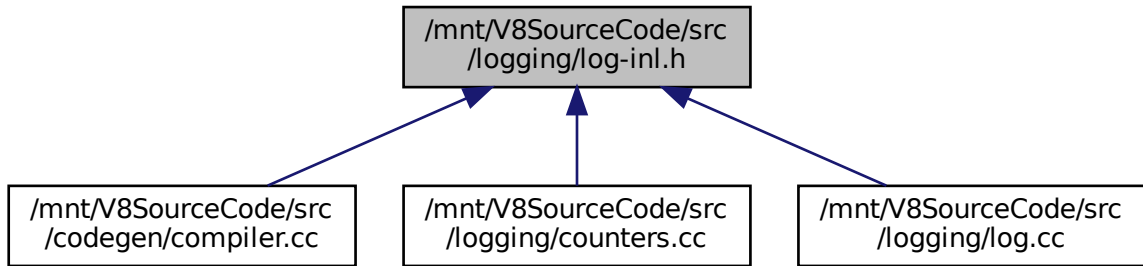 /mnt/V8SourceCode/src
/logging/log-inl.h
/mnt/V8SourceCode/src
/codegen/compiler.cc
/mnt/V8SourceCode/src
/logging/counters.cc
/mnt/V8SourceCode/src
/logging/log.cc